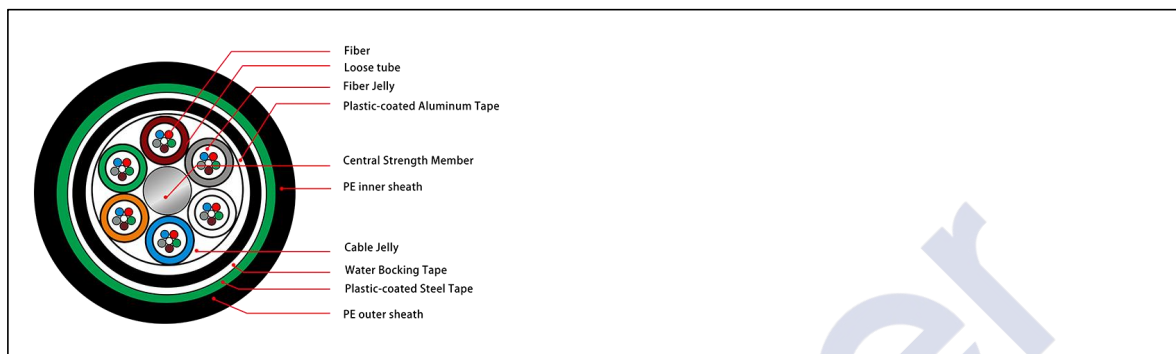 Fiber
Loose tube
Fiber Jelly
Plastic-coated Aluminum Tape
Central Strength Member
PE inner sheath
Cable Jelly
Water Bocking Tape
Plastic-coated Steel Tape
PE outer sheath
er